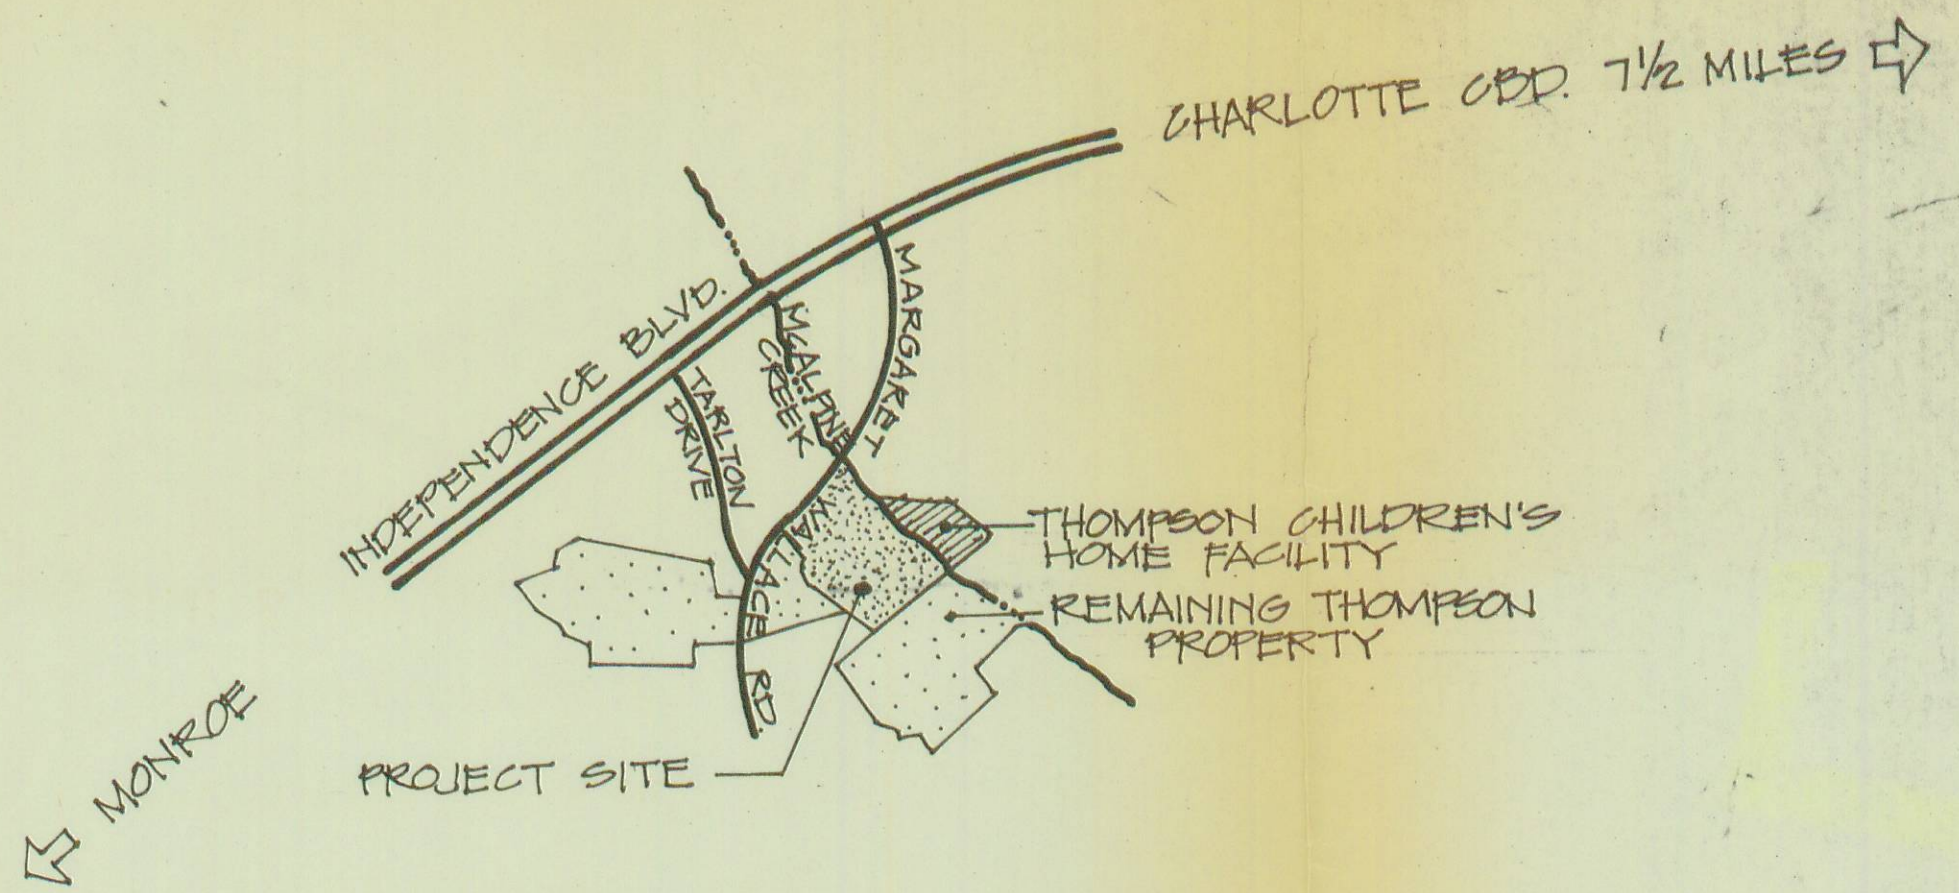 CHARLOTTE CBD. 7½ MILES
INDEPENDENCE BLVD.
MARGARET
WALLACE RD.
MCALPINE
CREEK
TARLTON
DRIVE
THOMPSON CHILDREN'S
HOME FACILITY
REMAINING THOMPSON
PROPERTY
PROJECT SITE
MONROE